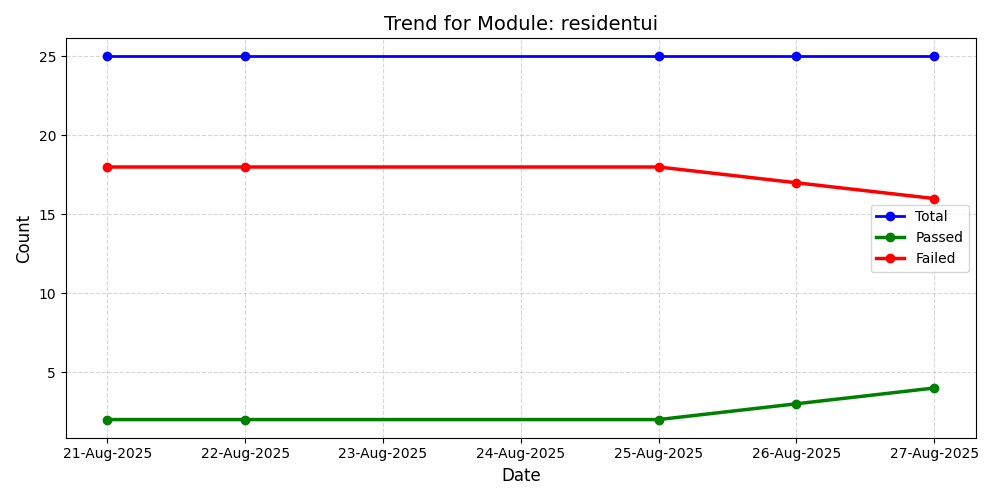 Trend for Module: residentui
Count
25
20
15
10
5
Total
Passed
Failed
21-Aug-2025 22-Aug-2025 23-Aug-2025 24-Aug-2025 25-Aug-2025 26-Aug-2025 27-Aug-2025
Date